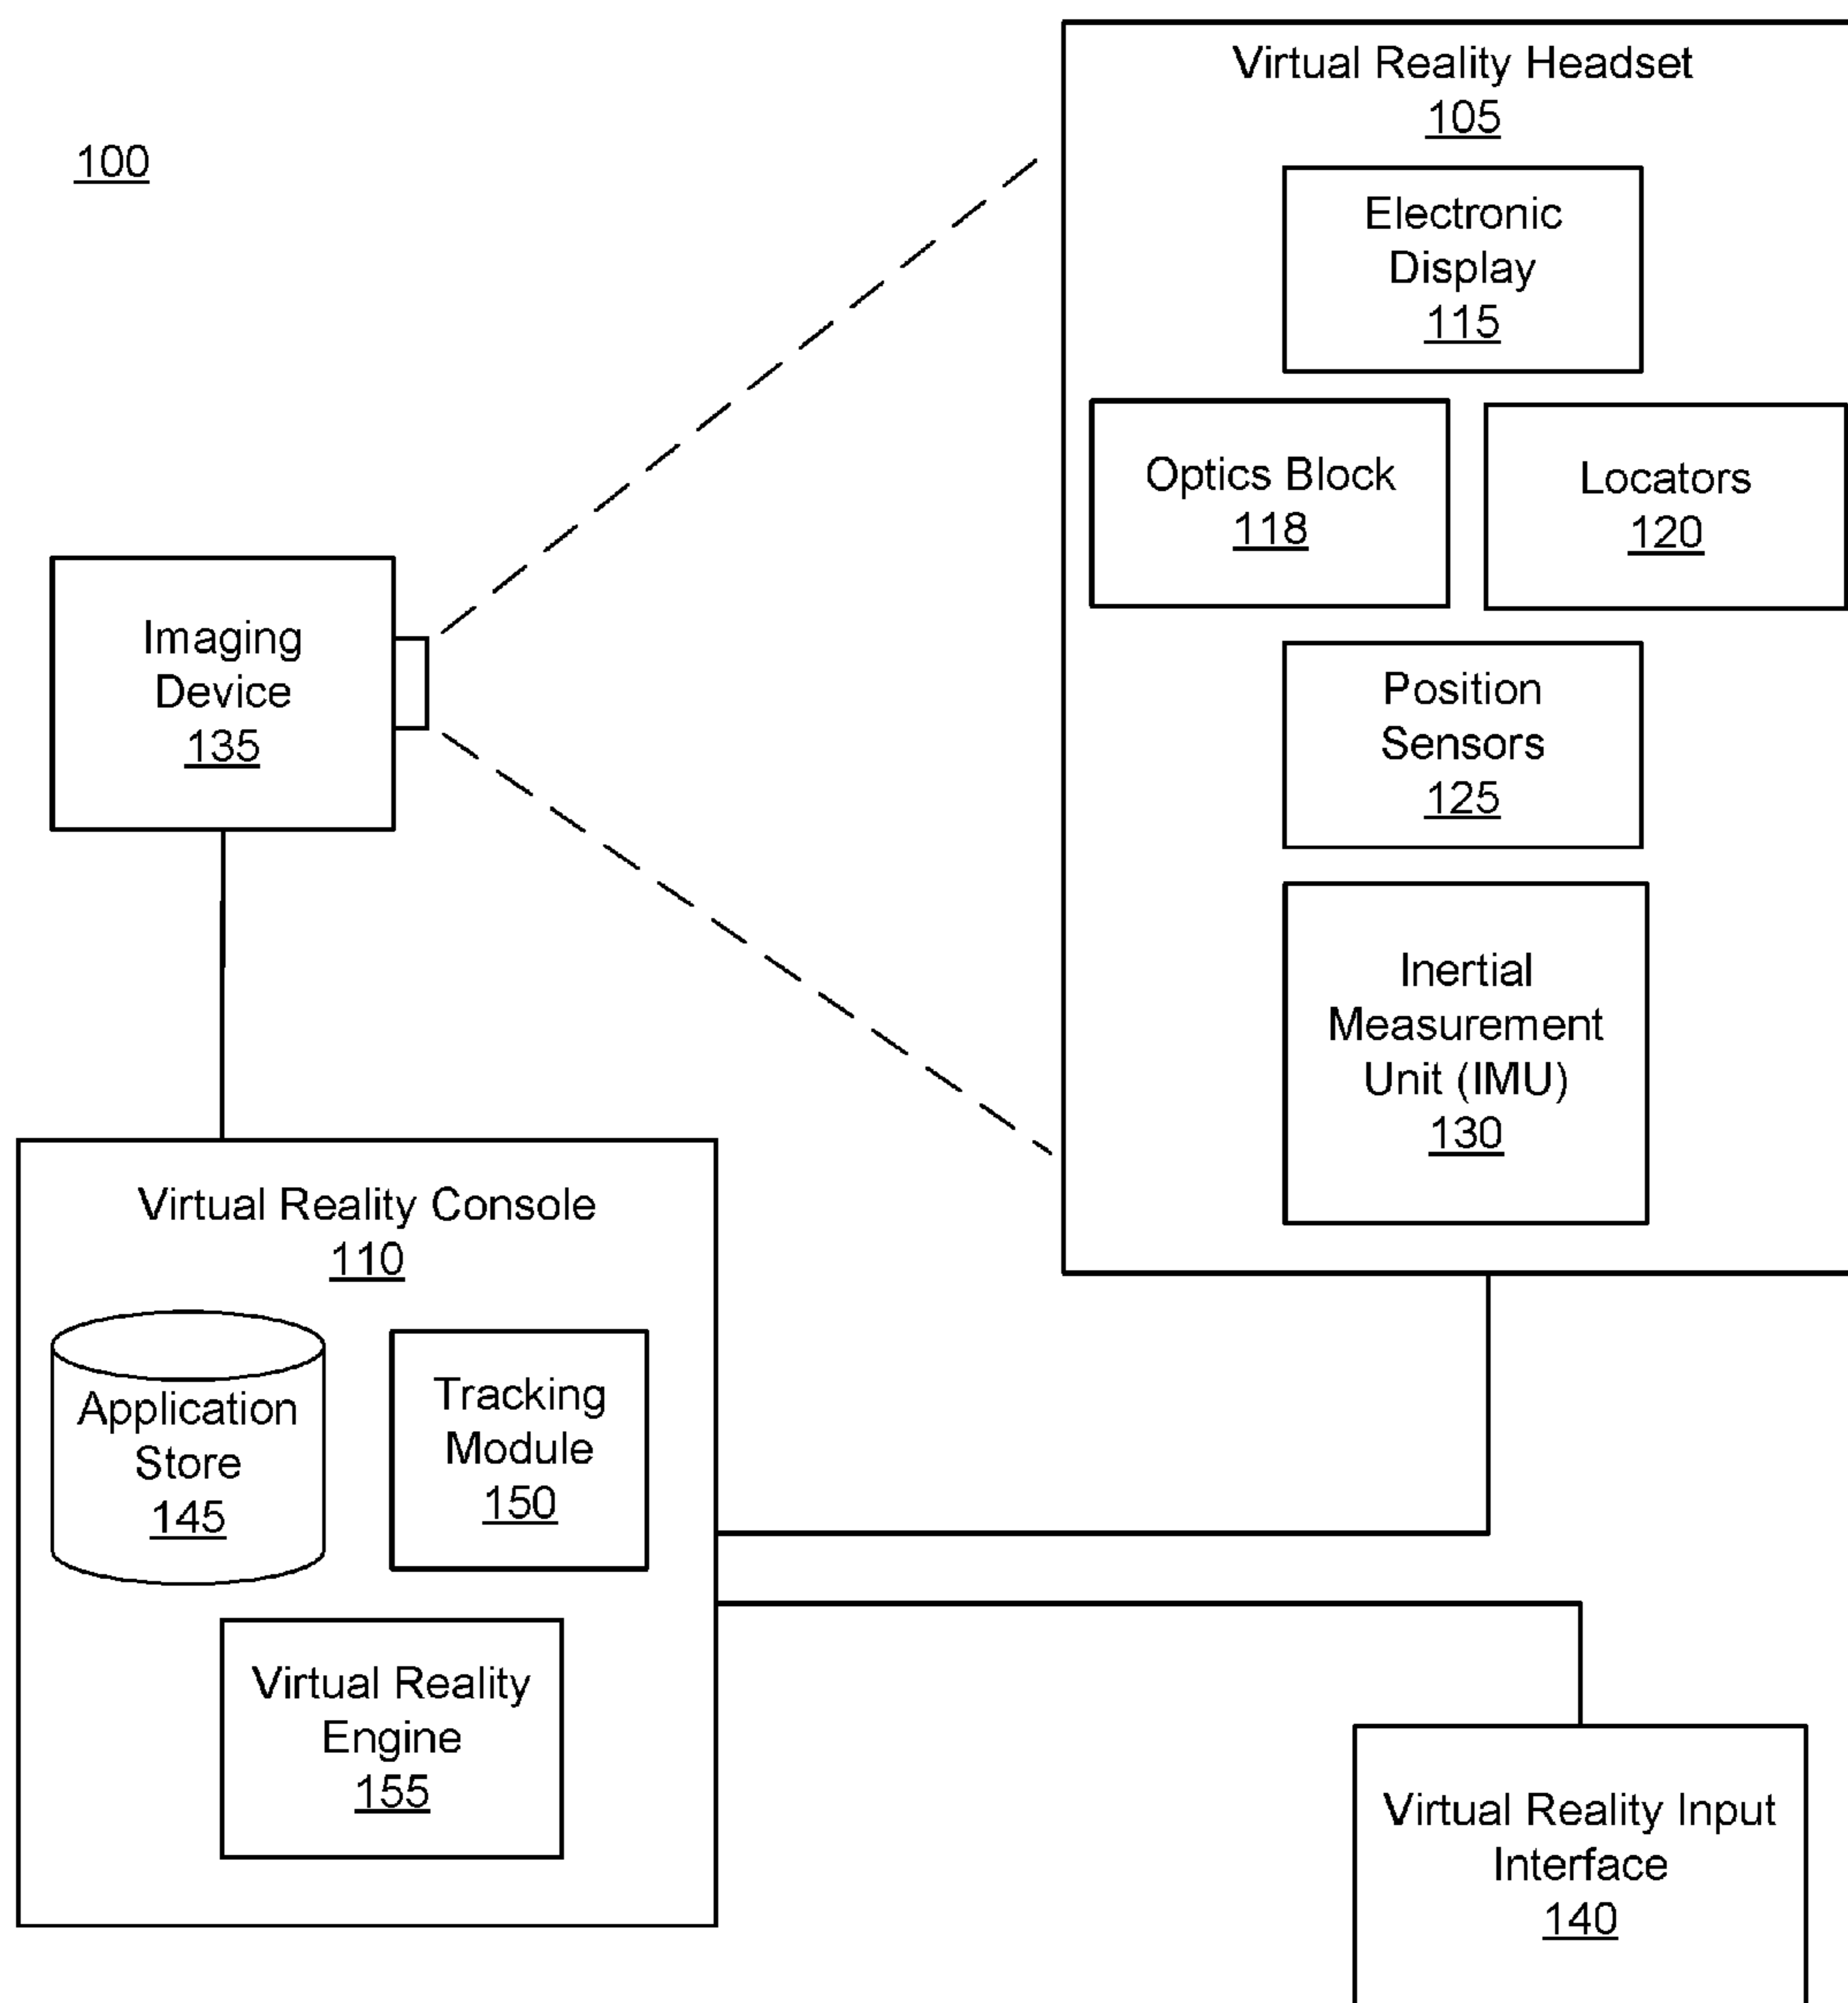 100
Virtual Reality Headset
105
Electronic
Display
115
Optics Block
118
Locators
120
Position
Sensors
125
Inertial
Measurement
Unit (IMU)
130
Imaging
Device
135
Virtual Reality Console
110
Application
Store
145
Tracking
Module
150
Virtual Reality
Engine
155
Virtual Reality Input
Interface
140